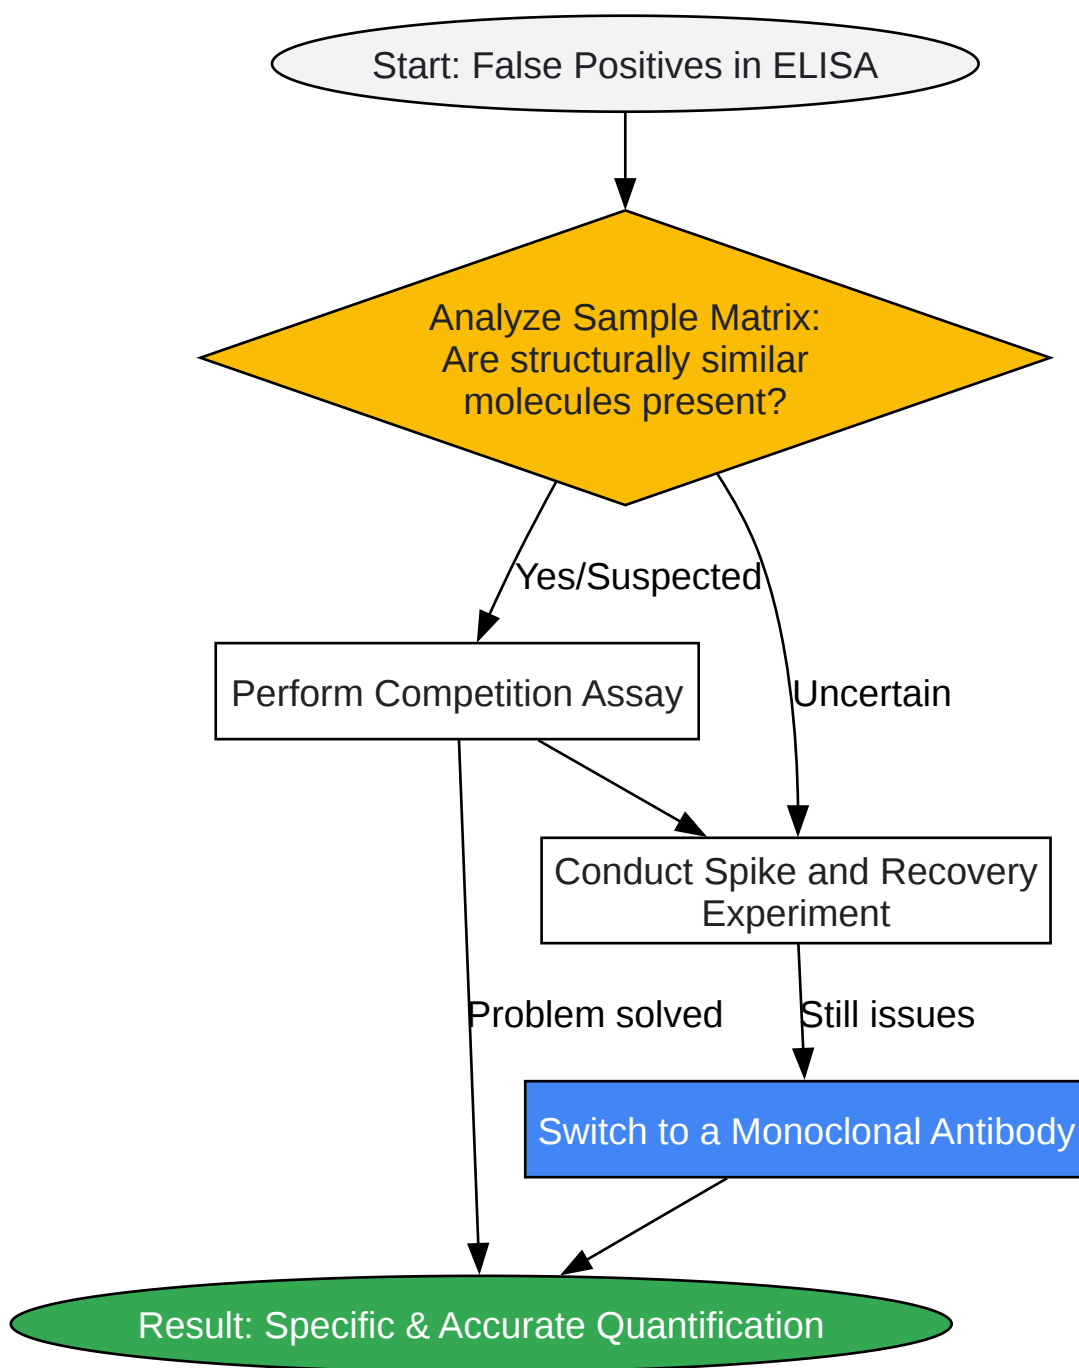 Start: False Positives in ELISA
Analyze Sample Matrix:
Are structurally similar
molecules present?
Yes/Suspected
Perform Competition Assay
Uncertain
Conduct Spike and Recovery
Experiment
Problem solved
Still issues
Switch to a Monoclonal Antibody
Result: Specific & Accurate Quantification